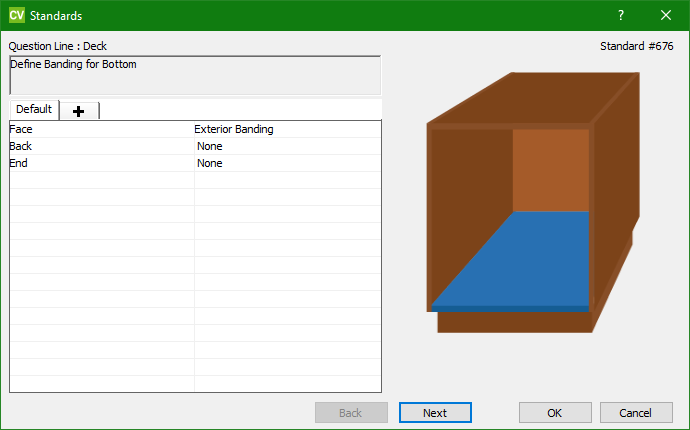 CV Standards ?
Question Line : Deck
Standard #676
Define Banding for Bottom
Default
Face Exterior Banding
Back None
End None
Back Next OK Cancel